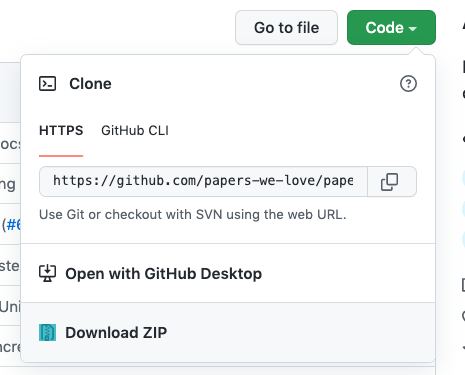 Go to file
Code
Clone
HTTPS GitHub CLI
https://github.com/papers-we-love/pape
Use Git or checkout with SVN using the web URL.
Open with GitHub Desktop
Download ZIP
ocs
ng
(#6
ste
Uni
ncre